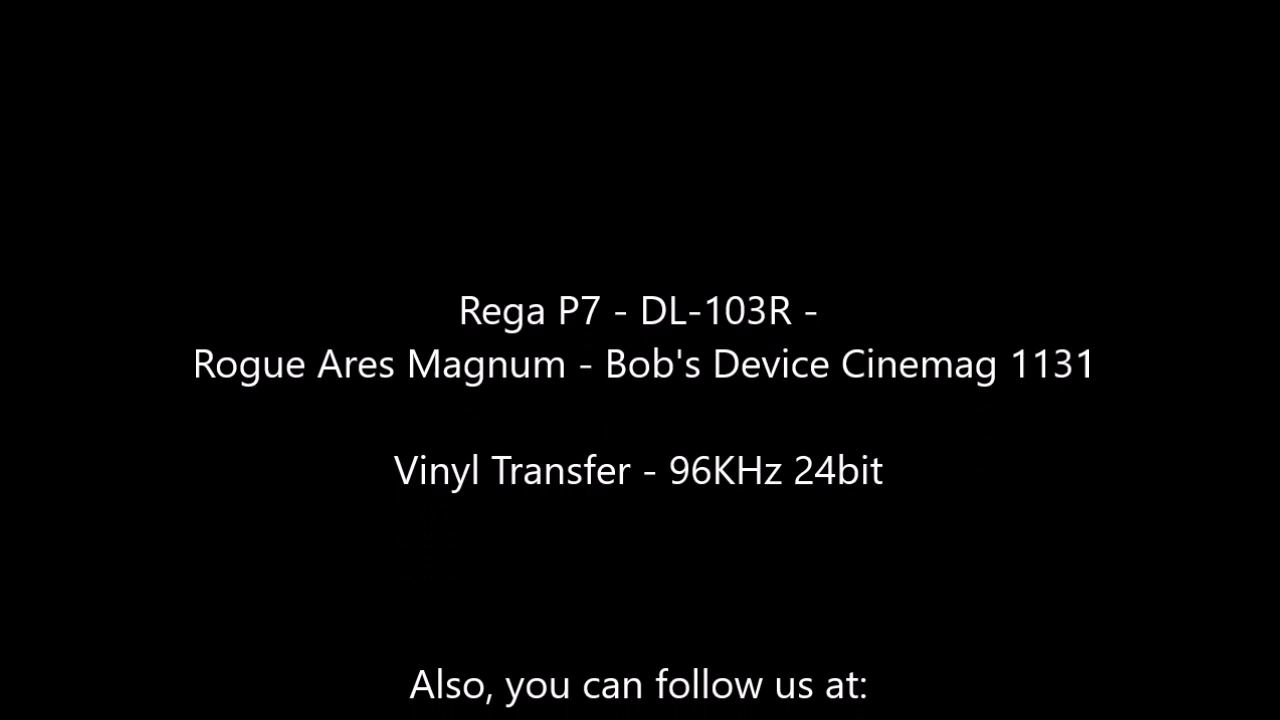 Rega P7 - DL-103R -
Rogue Ares Magnum - Bob's Device Cinemag 1131
Vinyl Transfer - 96KHz 24bit
Also, you can follow us at: